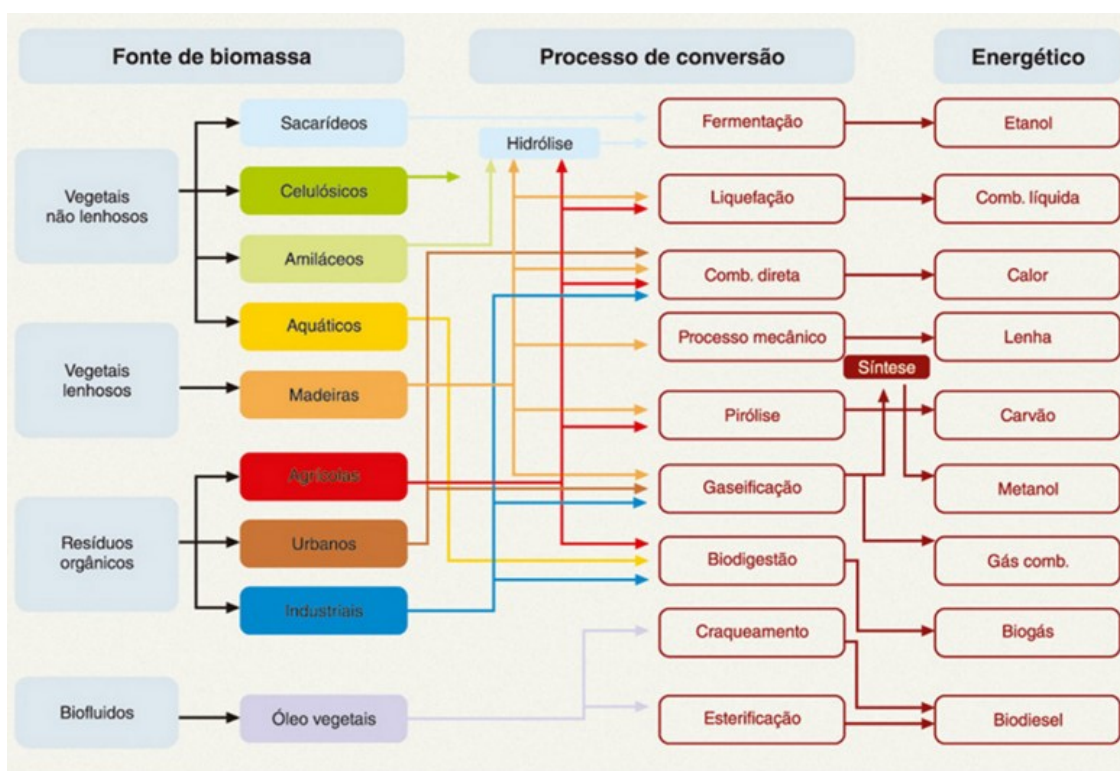 Fonte de biomassa
Processo de conversão
Energético
Vegetais
não lenhosos
Vegetais
lenhosos
Resíduos
orgânicos
Biofluidos
Sacarídeos
Celulósicos
Amiláceos
Aquáticos
Madeiras
Agrícolas
Urbanos
Industriais
Óleo vegetais
Hidrólise
Fermentação
Liquefação
Comb. direta
Processo mecânico
Síntese
Pirólise
Gaseificação
Biodigestão
Craqueamento
Esterificação
Etanol
Comb. líquida
Calor
Lenha
Carvão
Metanol
Gás comb.
Biogás
Biodiesel